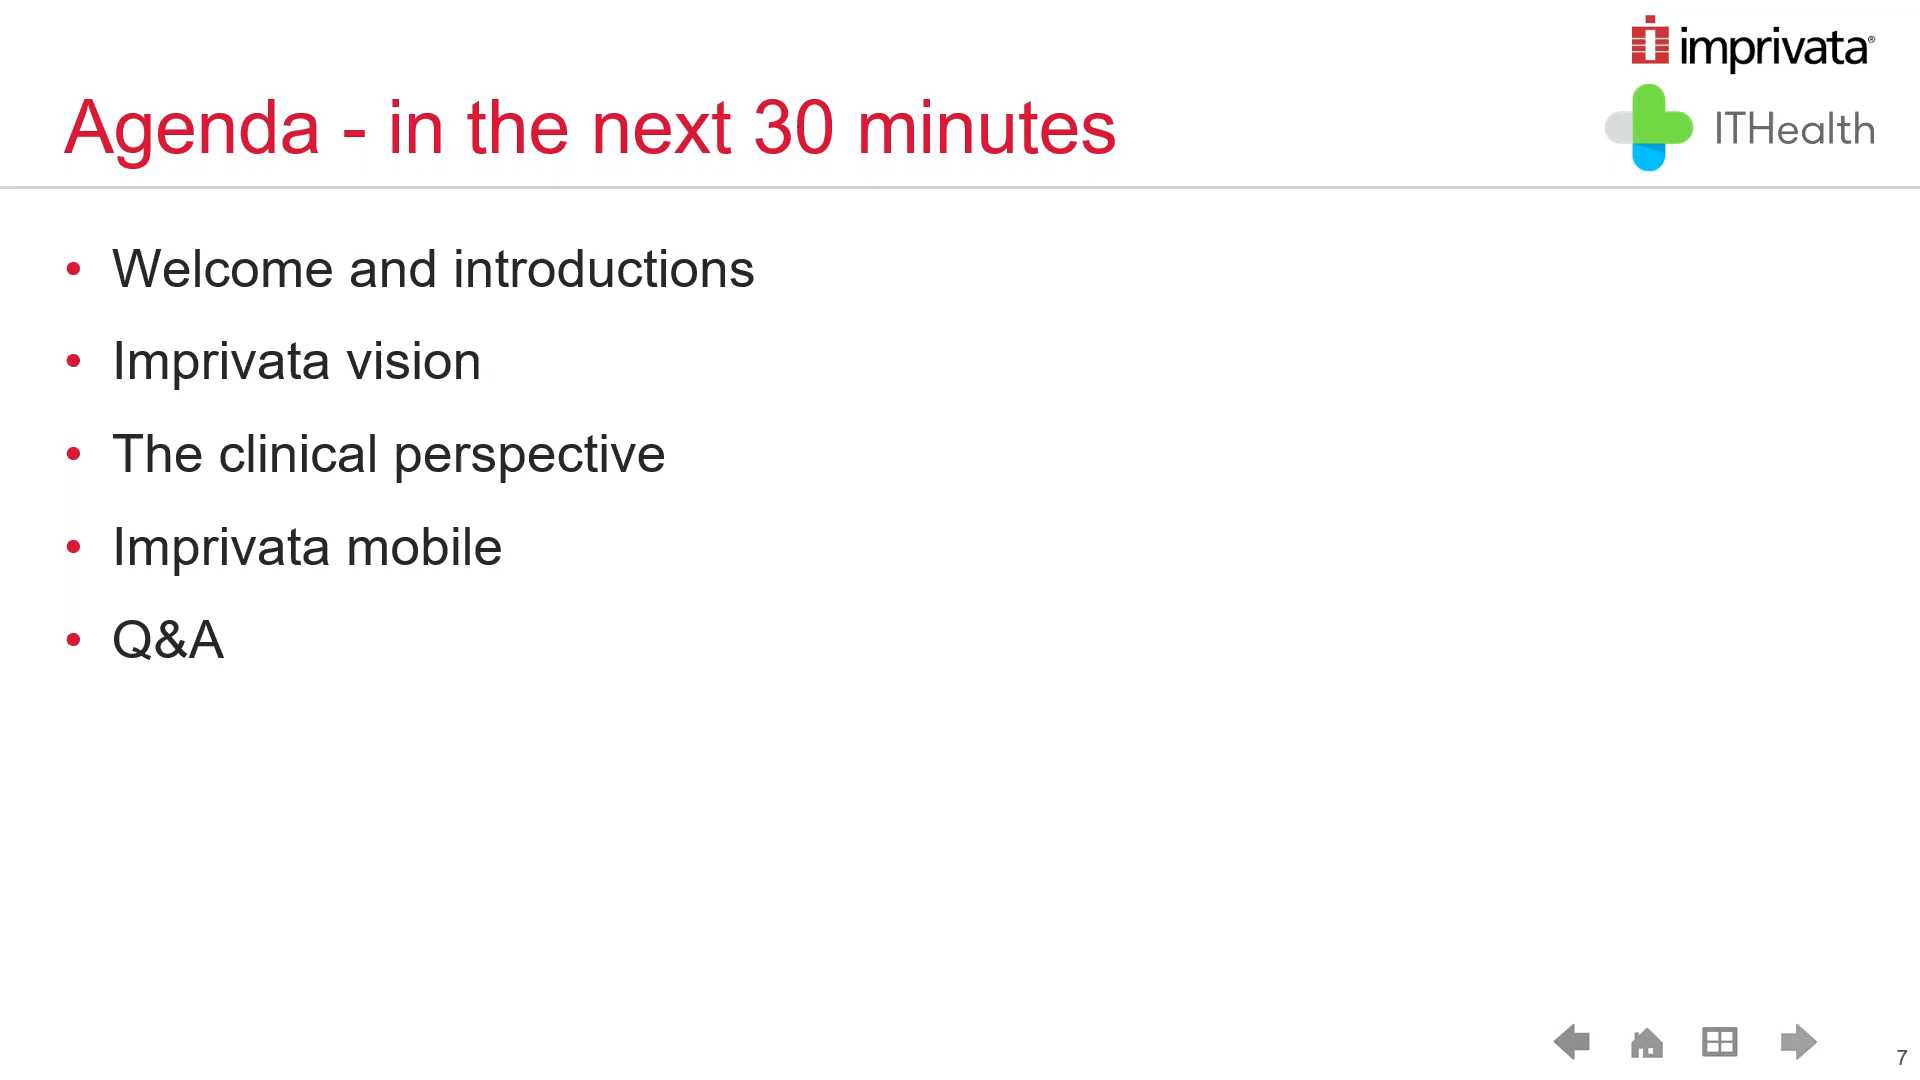 imprivata®
Agenda - in the next 30 minutes
ITHealth
• Welcome and introductions
• Imprivata vision
• The clinical perspective
• Imprivata mobile
• Q&A
7